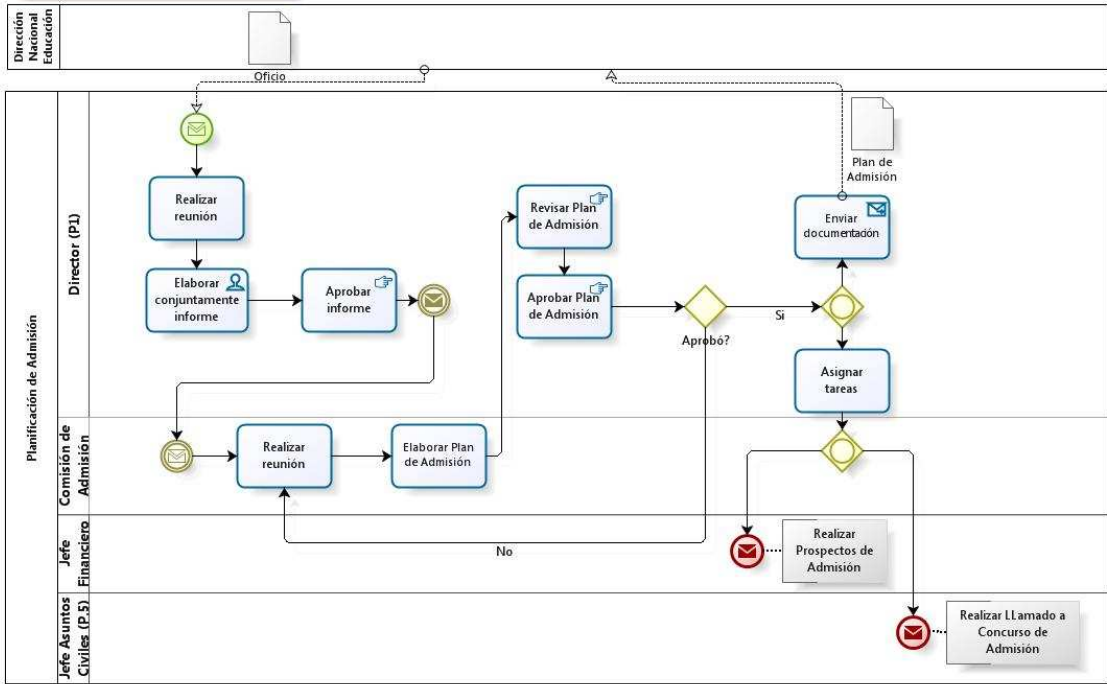 Dirección
Nacional
Educación
Oficio
Planificación de Admisión
Director (P1)
Realizar
reunión
Elaborar
conjuntamente
informe
Aprobar
informe
Revisar Plan
de Admisión
Aprobar Plan
de Admisión
Aprobó?
Si
Plan de
Admisión
Enviar
documentación
Asignar
tareas
Comisión de
Admisión
Realizar
reunión
Elaborar Plan
de Admisión
No
Jefe
Financiero
Realizar
Prospectos de
Admisión
Jefe Asuntos
Civiles (P.5)
Realizar LLamado a
Concurso de
Admisión